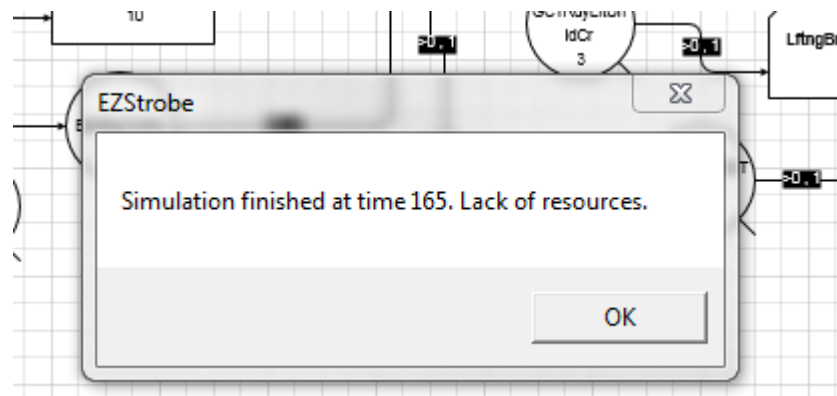 10
>0, 1
IdCr
3
>0, 1
EZStrobe
T
>0, 1
Simulation finished at time 165. Lack of resources.
OK